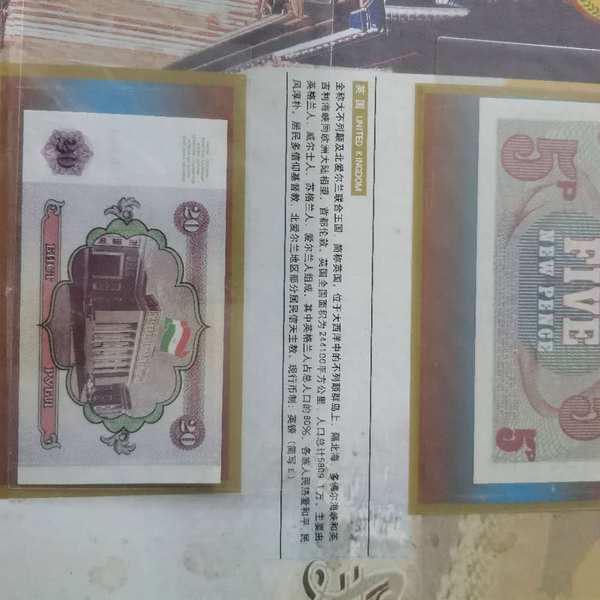 英国 UNITED KINGDOM
全称大不列颠及北爱尔兰联合王国，简称英国，位于大西洋中的不列颠群岛上，隔北海、多佛尔海峡和英
吉利海峡同欧洲大陆相望，首都伦敦。英国全国面积为244100平方公里，人口总计5809.1万，主要由
英格兰人、威尔士人、苏格兰人、爱尔兰人组成，其中英格兰人占总人口的80%，各族人民热爱和平，民
风淳朴，居民多信仰基督教，北爱尔兰地区部分居民信天主教。现行币制：英镑（简写£）
20
20
20
5P
FIVE
NEW PENCE
5P
5